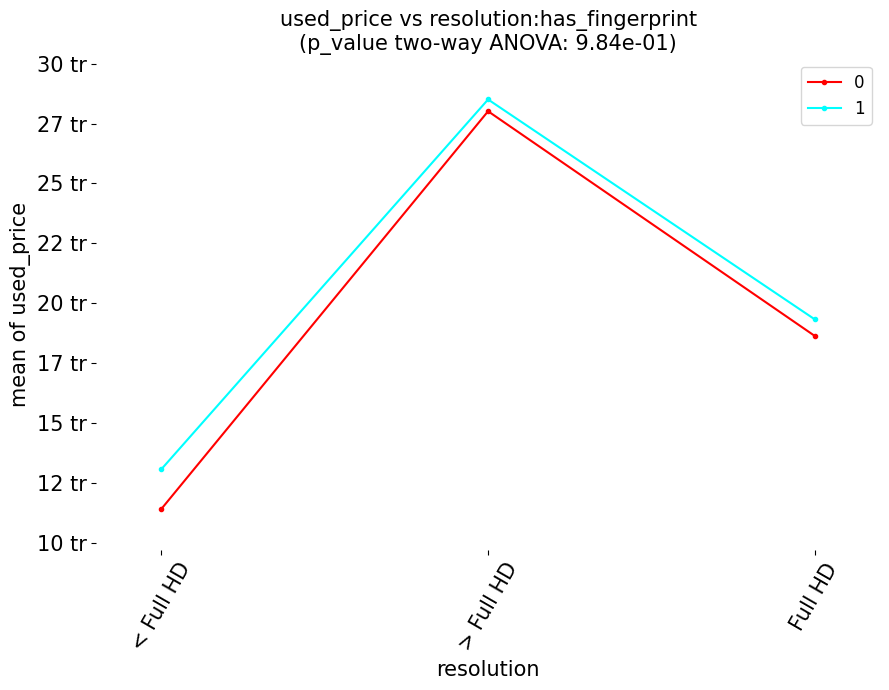 used_price vs resolution:has_fingerprint
(p_value two-way ANOVA: 9.84e-01)
30 tr
27 tr
25 tr
22 tr
20 tr
17 tr
15 tr
12 tr
10 tr
mean of used_price
0
1
< Full HD
> Full HD
Full HD
resolution